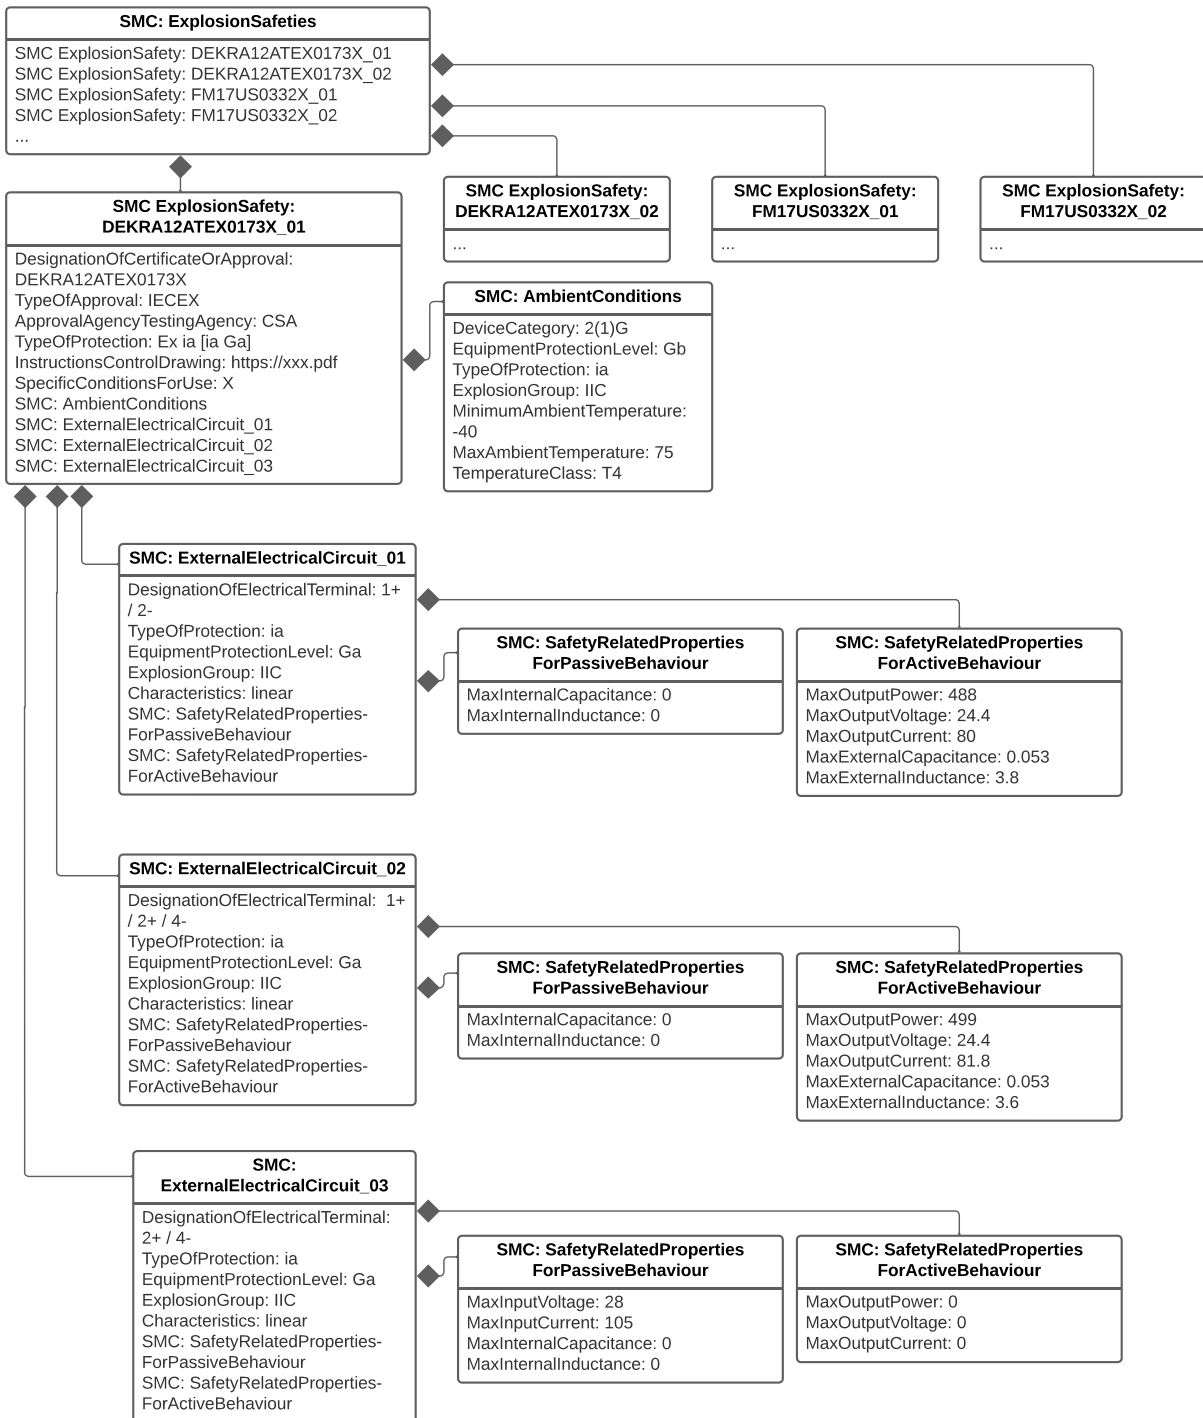 SMC: ExplosionSafeties
SMC ExplosionSafety: DEKRA12ATEX0173X_01
SMC ExplosionSafety: DEKRA12ATEX0173X_02
SMC ExplosionSafety: FM17US0332X_01
SMC ExplosionSafety: FM17US0332X_02
...
SMC ExplosionSafety:
DEKRA12ATEX0173X_01
DesignationOfCertificateOrApproval:
DEKRA12ATEX0173X
TypeOfApproval: IECEX
ApprovalAgencyTestingAgency: CSA
TypeOfProtection: Ex ia [ia Ga]
InstructionsControlDrawing: https://xxx.pdf
SpecificConditionsForUse: X
SMC: AmbientConditions
SMC: ExternalElectricalCircuit_01
SMC: ExternalElectricalCircuit_02
SMC: ExternalElectricalCircuit_03
SMC ExplosionSafety:
DEKRA12ATEX0173X_02
...
SMC ExplosionSafety:
FM17US0332X_01
...
SMC ExplosionSafety:
FM17US0332X_02
...
SMC: AmbientConditions
DeviceCategory: 2(1)G
EquipmentProtectionLevel: Gb
TypeOfProtection: ia
ExplosionGroup: IIC
MinimumAmbientTemperature:
-40
MaxAmbientTemperature: 75
TemperatureClass: T4
SMC: ExternalElectricalCircuit_01
DesignationOfElectricalTerminal: 1+
/ 2-
TypeOfProtection: ia
EquipmentProtectionLevel: Ga
ExplosionGroup: IIC
Characteristics: linear
SMC: SafetyRelatedProperties-
ForPassiveBehaviour
SMC: SafetyRelatedProperties-
ForActiveBehaviour
SMC: SafetyRelatedProperties
ForPassiveBehaviour
MaxInternalCapacitance: 0
MaxInternalInductance: 0
SMC: SafetyRelatedProperties
ForActiveBehaviour
MaxOutputPower: 488
MaxOutputVoltage: 24.4
MaxOutputCurrent: 80
MaxExternalCapacitance: 0.053
MaxExternalInductance: 3.8
SMC: ExternalElectricalCircuit_02
DesignationOfElectricalTerminal:  1+
/ 2+ / 4-
TypeOfProtection: ia
EquipmentProtectionLevel: Ga
ExplosionGroup: IIC
Characteristics: linear
SMC: SafetyRelatedProperties-
ForPassiveBehaviour
SMC: SafetyRelatedProperties-
ForActiveBehaviour
SMC: SafetyRelatedProperties
ForPassiveBehaviour
MaxInternalCapacitance: 0
MaxInternalInductance: 0
SMC: SafetyRelatedProperties
ForActiveBehaviour
MaxOutputPower: 499
MaxOutputVoltage: 24.4
MaxOutputCurrent: 81.8
MaxExternalCapacitance: 0.053
MaxExternalInductance: 3.6
SMC:
ExternalElectricalCircuit_03
DesignationOfElectricalTerminal:
2+ / 4-
TypeOfProtection: ia
EquipmentProtectionLevel: Ga
ExplosionGroup: IIC
Characteristics: linear
SMC: SafetyRelatedProperties-
ForPassiveBehaviour
SMC: SafetyRelatedProperties-
ForActiveBehaviour
SMC: SafetyRelatedProperties
ForPassiveBehaviour
MaxInputVoltage: 28
MaxInputCurrent: 105
MaxInternalCapacitance: 0
MaxInternalInductance: 0
SMC: SafetyRelatedProperties
ForActiveBehaviour
MaxOutputPower: 0
MaxOutputVoltage: 0
MaxOutputCurrent: 0